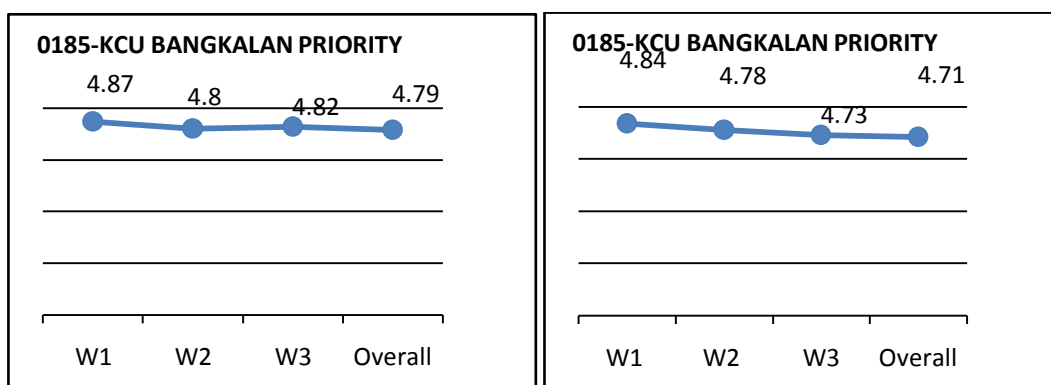 0185-KCU BANGKALAN PRIORITY
4.87
4.8
4.82
4.79
W1 W2 W3 Overall
0185-KCU BANGKALAN PRIORITY
4.84
4.78
4.73
4.71
W1 W2 W3 Overall